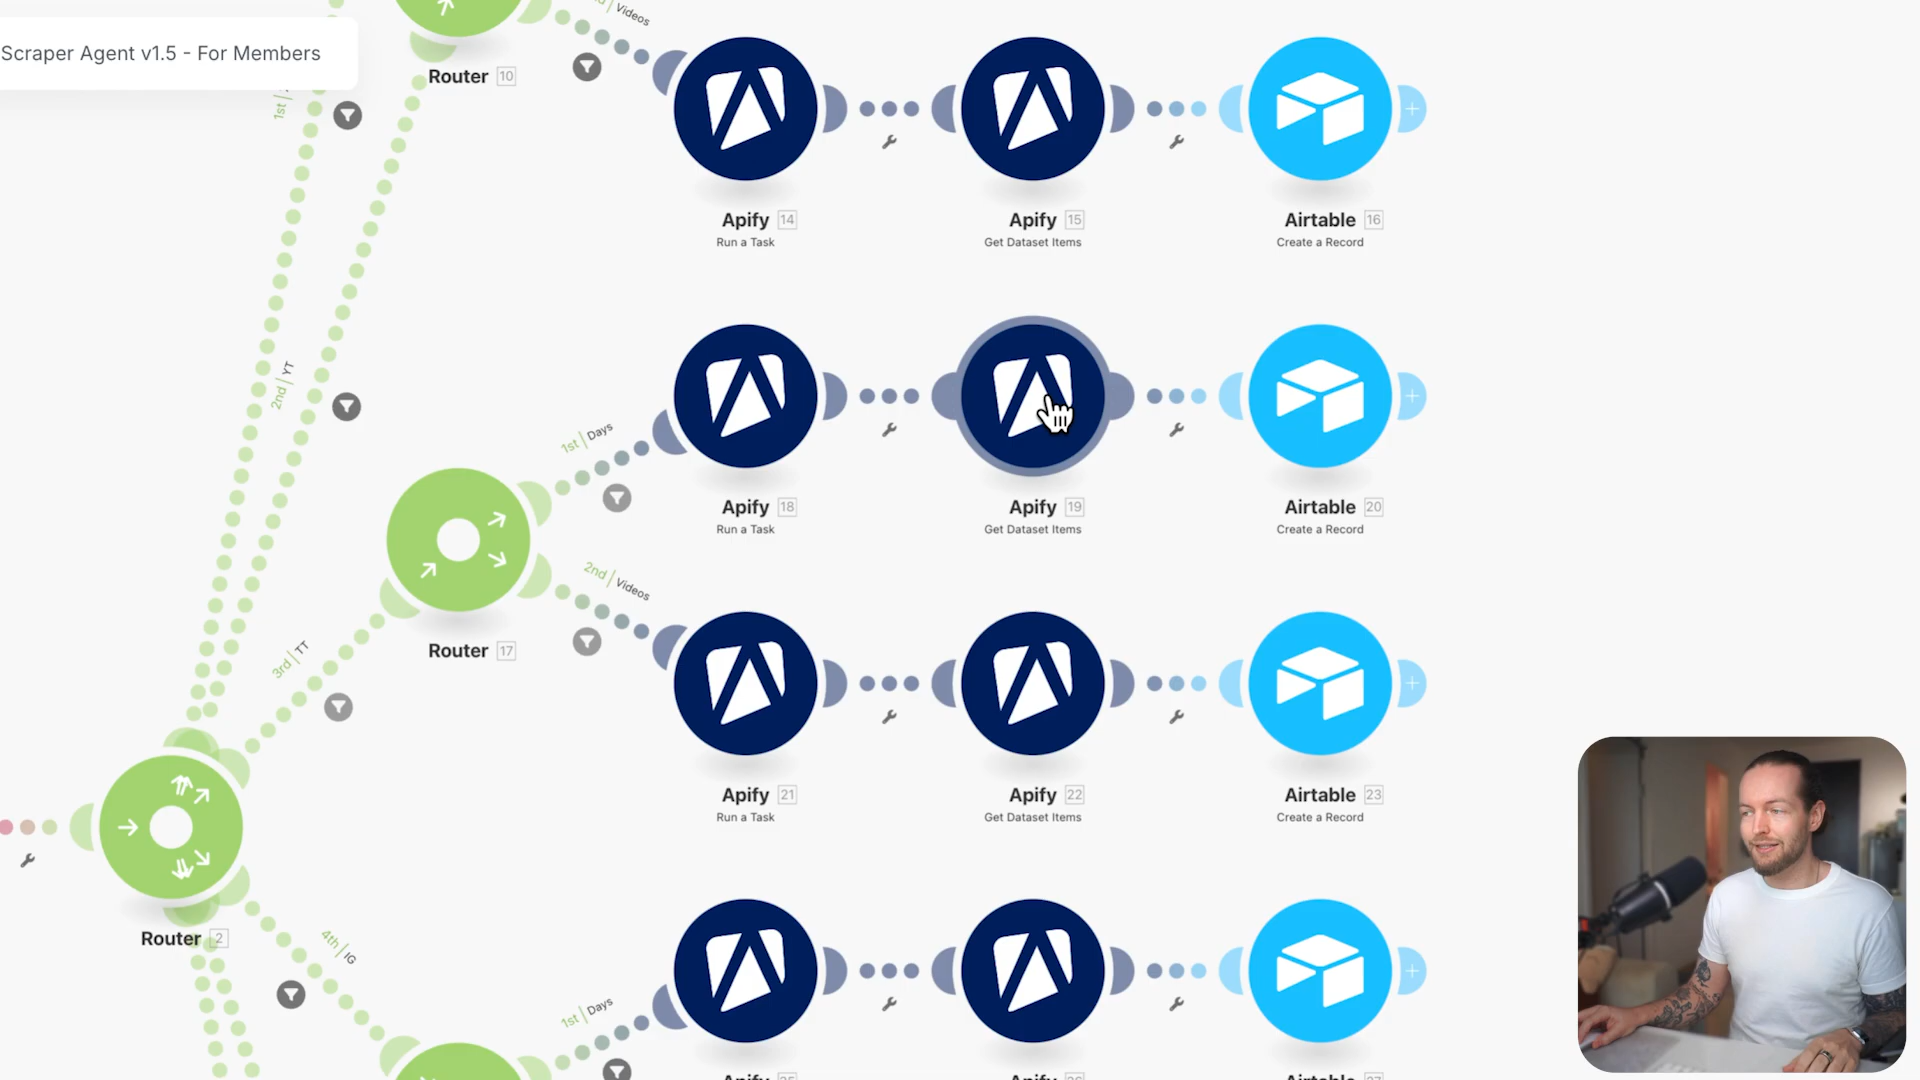 Scraper Agent v1.5 - For Members
Videos
Router 10
1st
Apify 14
Run a Task
Apify 15
Get Dataset Items
Airtable 16
Create a Record
2nd | YT
1st | Days
Apify 18
Run a Task
Apify 19
Get Dataset Items
Airtable 20
Create a Record
2nd | Videos
Router 17
3rd | TT
Apify 21
Run a Task
Apify 22
Get Dataset Items
Airtable 23
Create a Record
Router 2
4th | IG
1st | Days